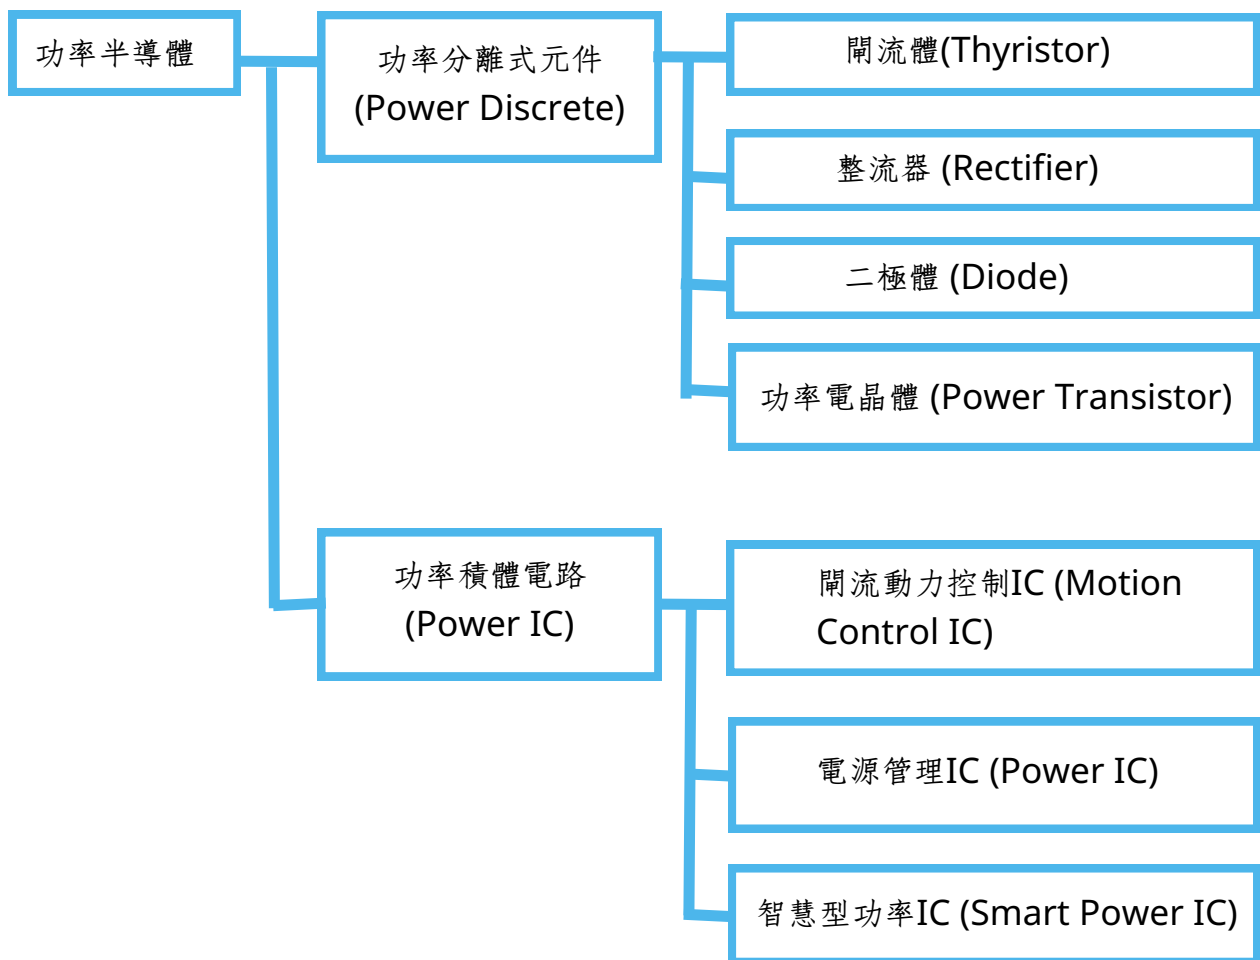 功率半導體
功率分離式元件
(Power Discrete)
閘流體(Thyristor)
整流器 (Rectifier)
二極體 (Diode)
功率電晶體 (Power Transistor)
功率積體電路
(Power IC)
閘流動力控制IC (Motion
Control IC)
電源管理IC (Power IC)
智慧型功率IC (Smart Power IC)